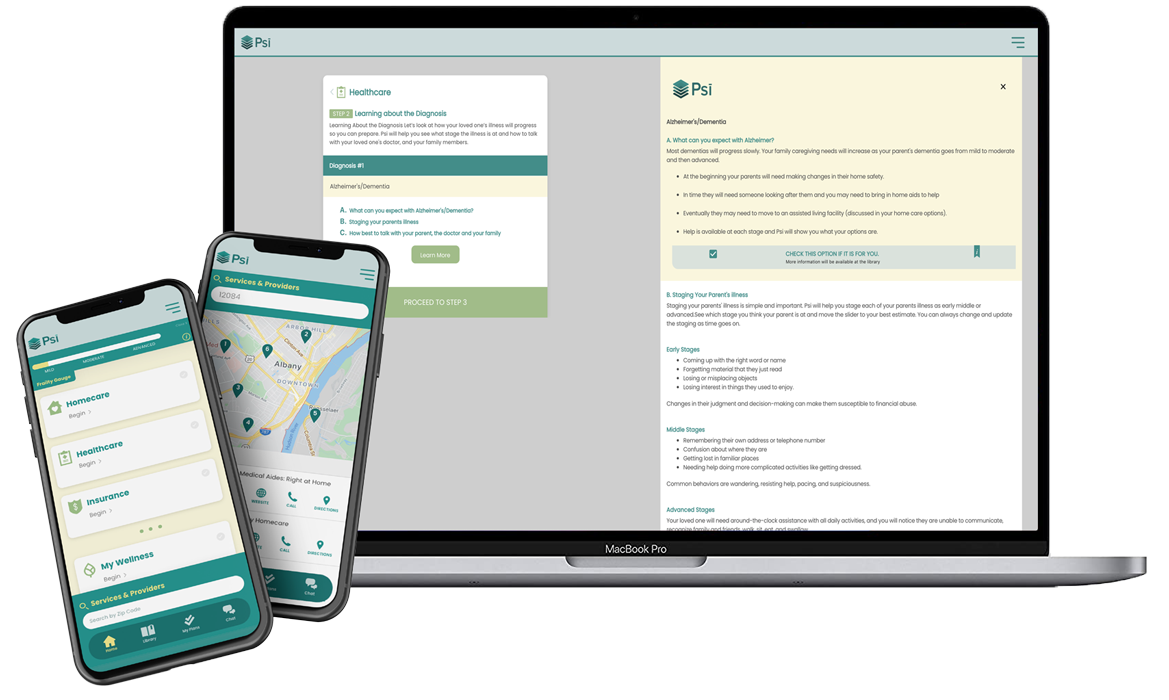 Psi
Healthcare
STEP 2 Learning about the Diagnosis
Learning About the Diagnosis Let's look at how your loved one's illness will progress
so you can prepare. Psi will help you see what stage the illness is at and how to talk
with your loved one's doctor, and your family members.
Diagnosis #1
Alzheimer's/Dementia
A. What can you expect with Alzheimer's/Dementia?
B. Staging your parents illness
C. How best to talk with your parent, the doctor and your family
Learn More
PROCEED TO STEP 3
Psi
x
Alzheimer's/Dementia
A. What can you expect with Alzheimer?
Most dementias will progress slowly. Your family caregiving needs will increase as your parent's dementia goes from mild to moderate
and then advanced.
• At the beginning your parents will need making changes in their home safety.
• In time they will need someone looking after them and you may need to bring in home aids to help
• Eventually they may need to move to an assisted living facility (discussed in your home care options).
• Help is available at each stage and Psi will show you what your options are.
CHECK THIS OPTION IF IT IS FOR YOU.
More information will be available at the library
B. Staging Your Parent's illness
Staging your parents' illness is simple and important. Psi will help you stage each of your parents illness as early middle or
advanced.See which stage you think your parent is at and move the slider to your best estimate. You can always change and update
the staging as time goes on.
Early Stages
• Coming up with the right word or name
• Forgetting material that they just read
• Losing or misplacing objects
• Losing interest in things they used to enjoy.
Changes in their judgment and decision-making can make them susceptible to financial abuse.
Middle Stages
• Remembering their own address or telephone number
• Confusion about where they are
• Getting lost in familiar places
• Needing help doing more complicated activities like getting dressed.
Common behaviors are wandering, resisting help, pacing, and suspiciousness.
Advanced Stages
Your loved one will need around-the-clock assistance with all daily activities, and you will notice they are unable to communicate,
recognize family and friends, walk, sit, eat, and swallow.
MacBook Pro
Psi
Services & Providers
12084
ARBOR HILL
Clinton Ave
Albany
DOWNTOWN
1
2
3
4
5
6
Medical Aides: Right at Home
WEBSITE
CALL
DIRECTIONS
Homecare
CALL
DIRECTIONS
Chat
Psi
MILD
MODERATE
ADVANCED
Frailty Gauge
Homecare
Begin >
Healthcare
Begin >
Insurance
Begin >
My Wellness
Begin >
Services & Providers
Search by Zip Code
Home
Library
My Plans
Chat